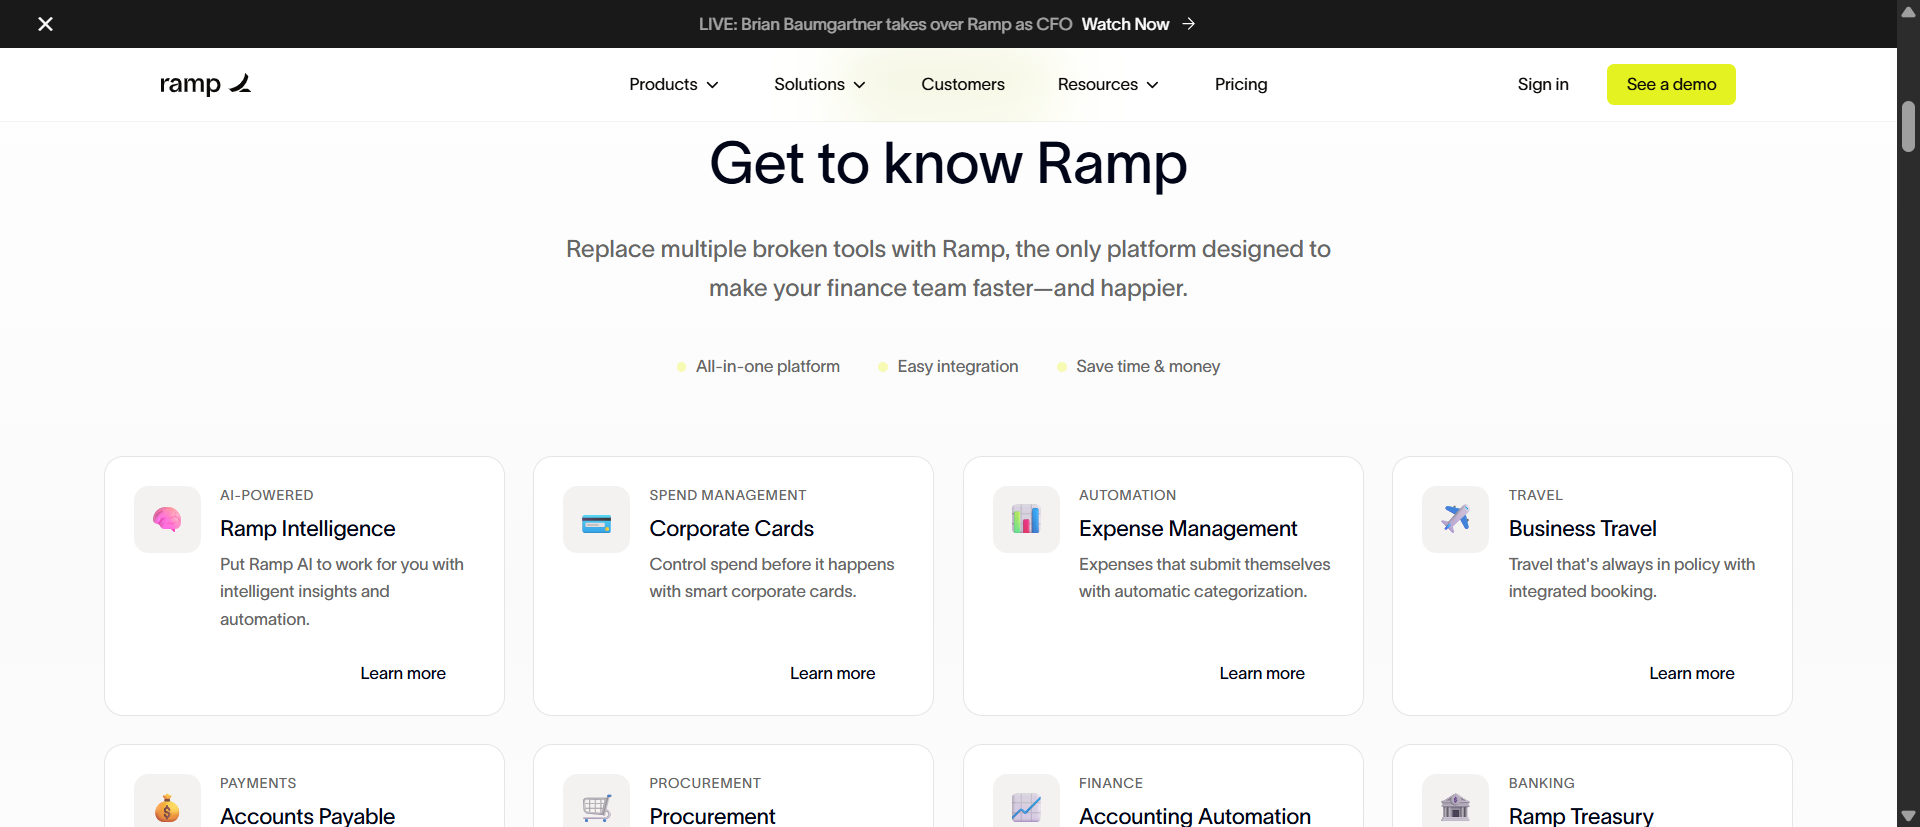 LIVE: Brian Baumgartner takes over Ramp as CFO Watch Now
ramp
Products
Solutions
Customers
Resources
Pricing
Sign in
See a demo
Get to know Ramp
Replace multiple broken tools with Ramp, the only platform designed to
make your finance team faster—and happier.
All-in-one platform
Easy integration
Save time & money
AI-POWERED
Ramp Intelligence
Put Ramp AI to work for you with
intelligent insights and
automation.
Learn more
SPEND MANAGEMENT
Corporate Cards
Control spend before it happens
with smart corporate cards.
Learn more
AUTOMATION
Expense Management
Expenses that submit themselves
with automatic categorization.
Learn more
TRAVEL
Business Travel
Travel that's always in policy with
integrated booking.
Learn more
PAYMENTS
Accounts Payable
PROCUREMENT
Procurement
FINANCE
Accounting Automation
BANKING
Ramp Treasury